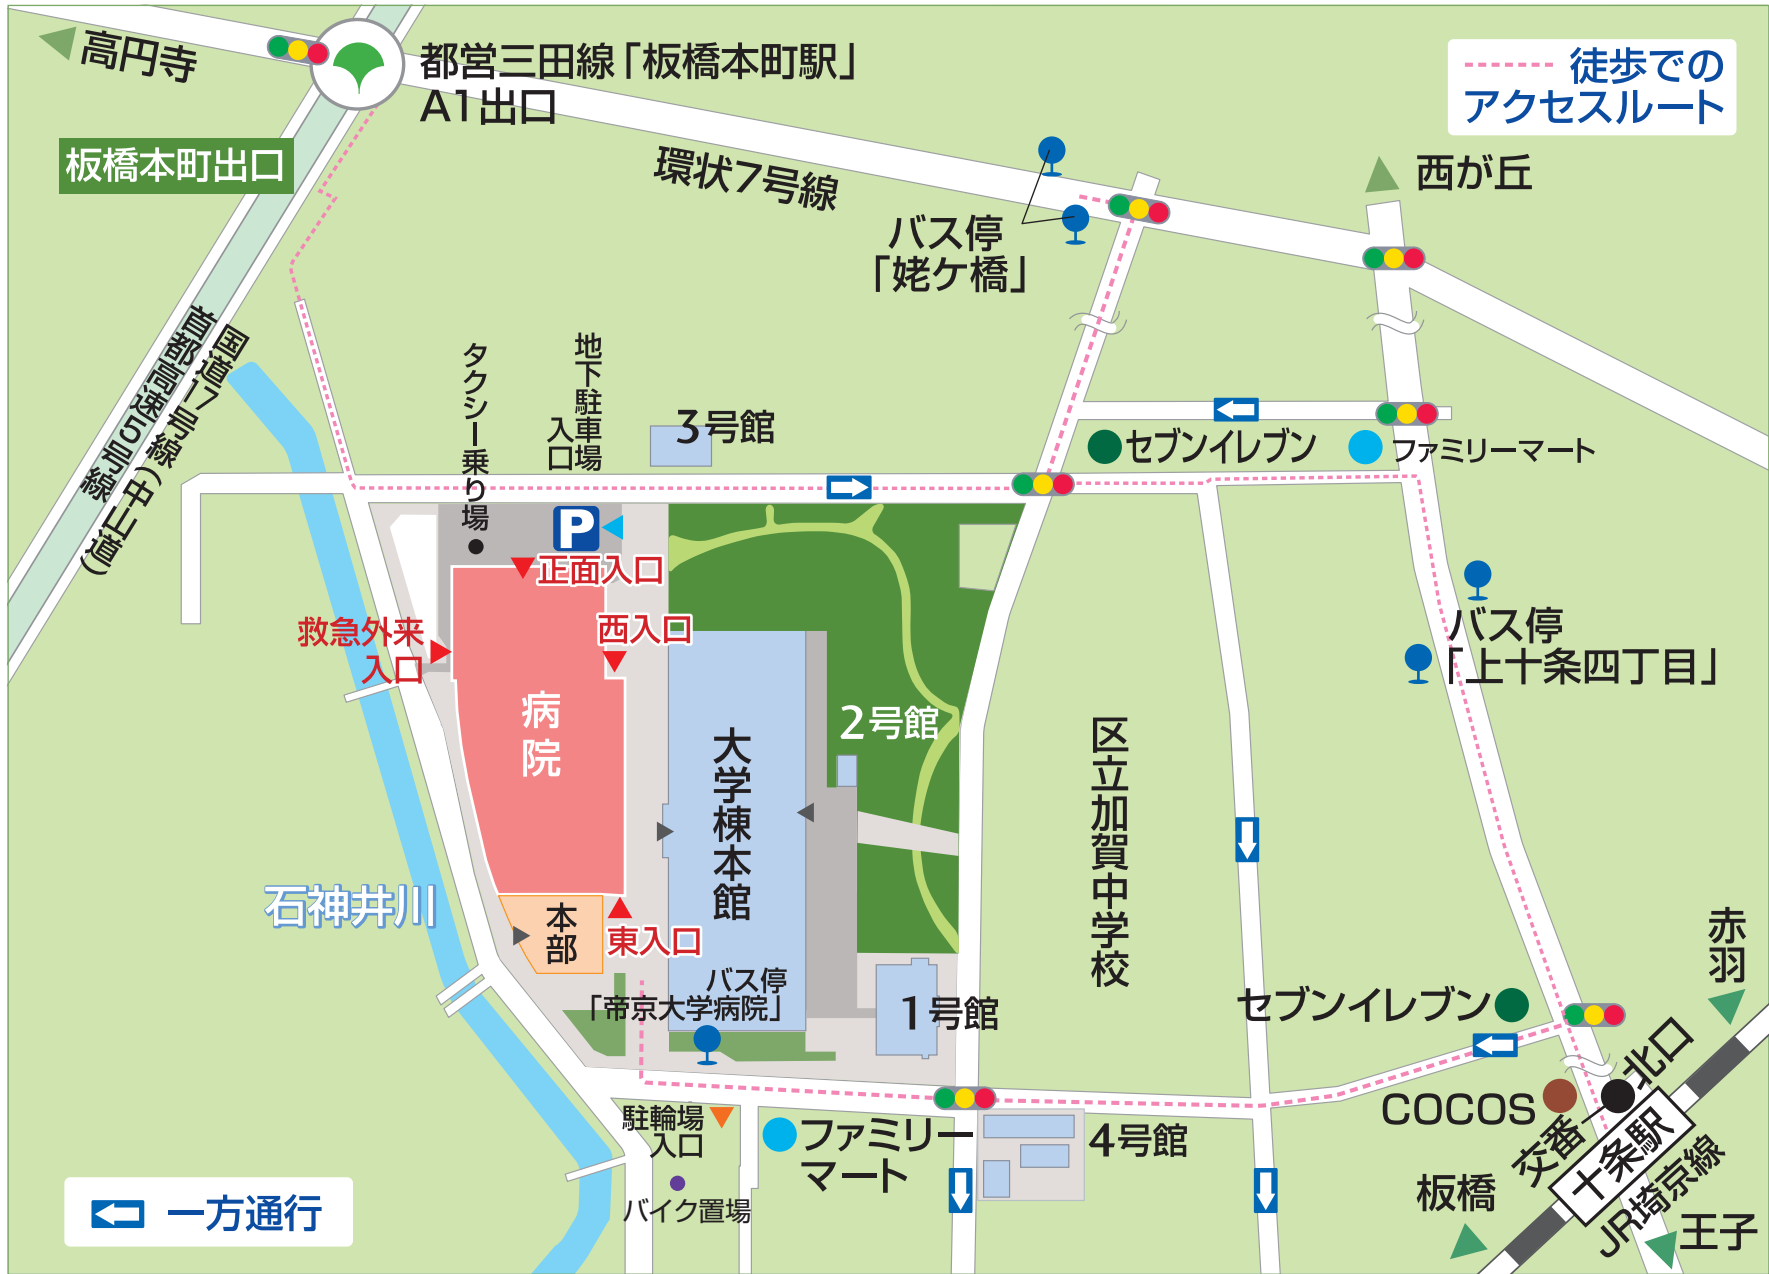 高円寺
都営三田線「板橋本町駅」
A1出口
徒歩での
アクセスルート
板橋本町出口
環状7号線
西が丘
バス停
「姥ケ橋」
国道17号線(中山道)
首都高速5号線
タクシー乗り場
地下駐車場
入口
3号館
セブンイレブン
ファミリーマート
P
正面入口
西入口
救急外来
入口
バス停
「上十条四丁目」
病院
2号館
大学棟本館
区立加賀中学校
石神井川
本部
東入口
赤羽
バス停
「帝京大学病院」
1号館
セブンイレブン
北口
COCOS
交番
十条駅
JR埼京線
駐輪場
入口
ファミリー
マート
4号館
板橋
王子
バイク置場
一方通行